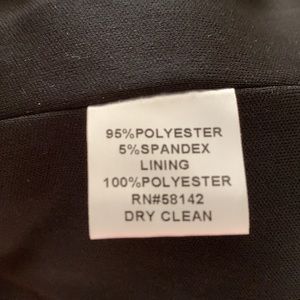 95%POLYESTER
5%SPANDEX
LINING
100%POLYESTER
RN#58142
DRY CLEAN